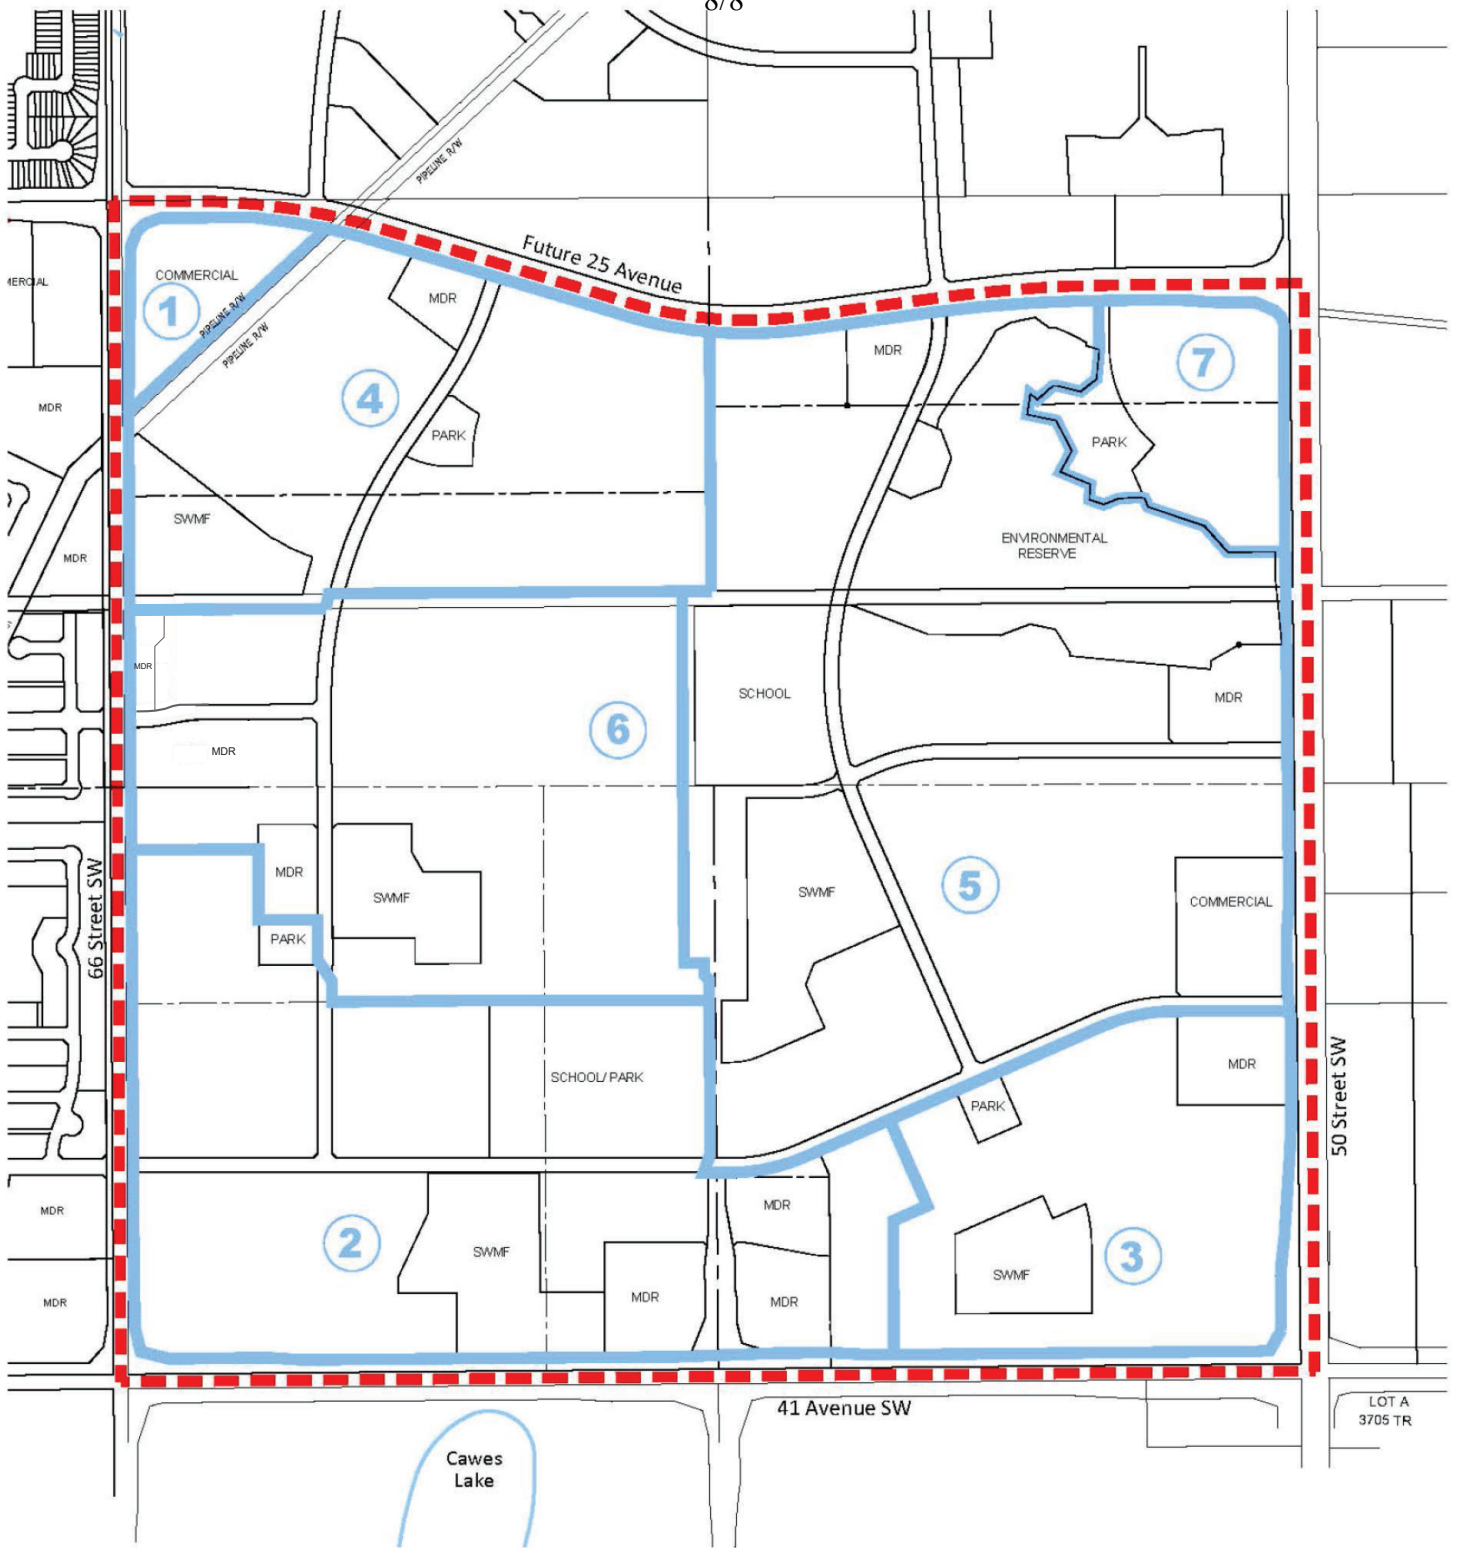 8/8
PIPELINE R/W
Future 25 Avenue
COMMERCIAL
1
PIPELINE R/W
PIPELINE R/W
MDR
MDR
7
4
MDR
PARK
PARK
SWMF
ENVIRONMENTAL
RESERVE
MDR
MDR
SCHOOL
MDR
6
MDR
66 Street SW
MDR
SWMF
SWMF
5
COMMERCIAL
PARK
SCHOOL/ PARK
MDR
50 Street SW
PARK
MDR
MDR
2
SWMF
3
SWMF
MDR
MDR
MDR
41 Avenue SW
LOT A
3705 TR
Cawes
Lake